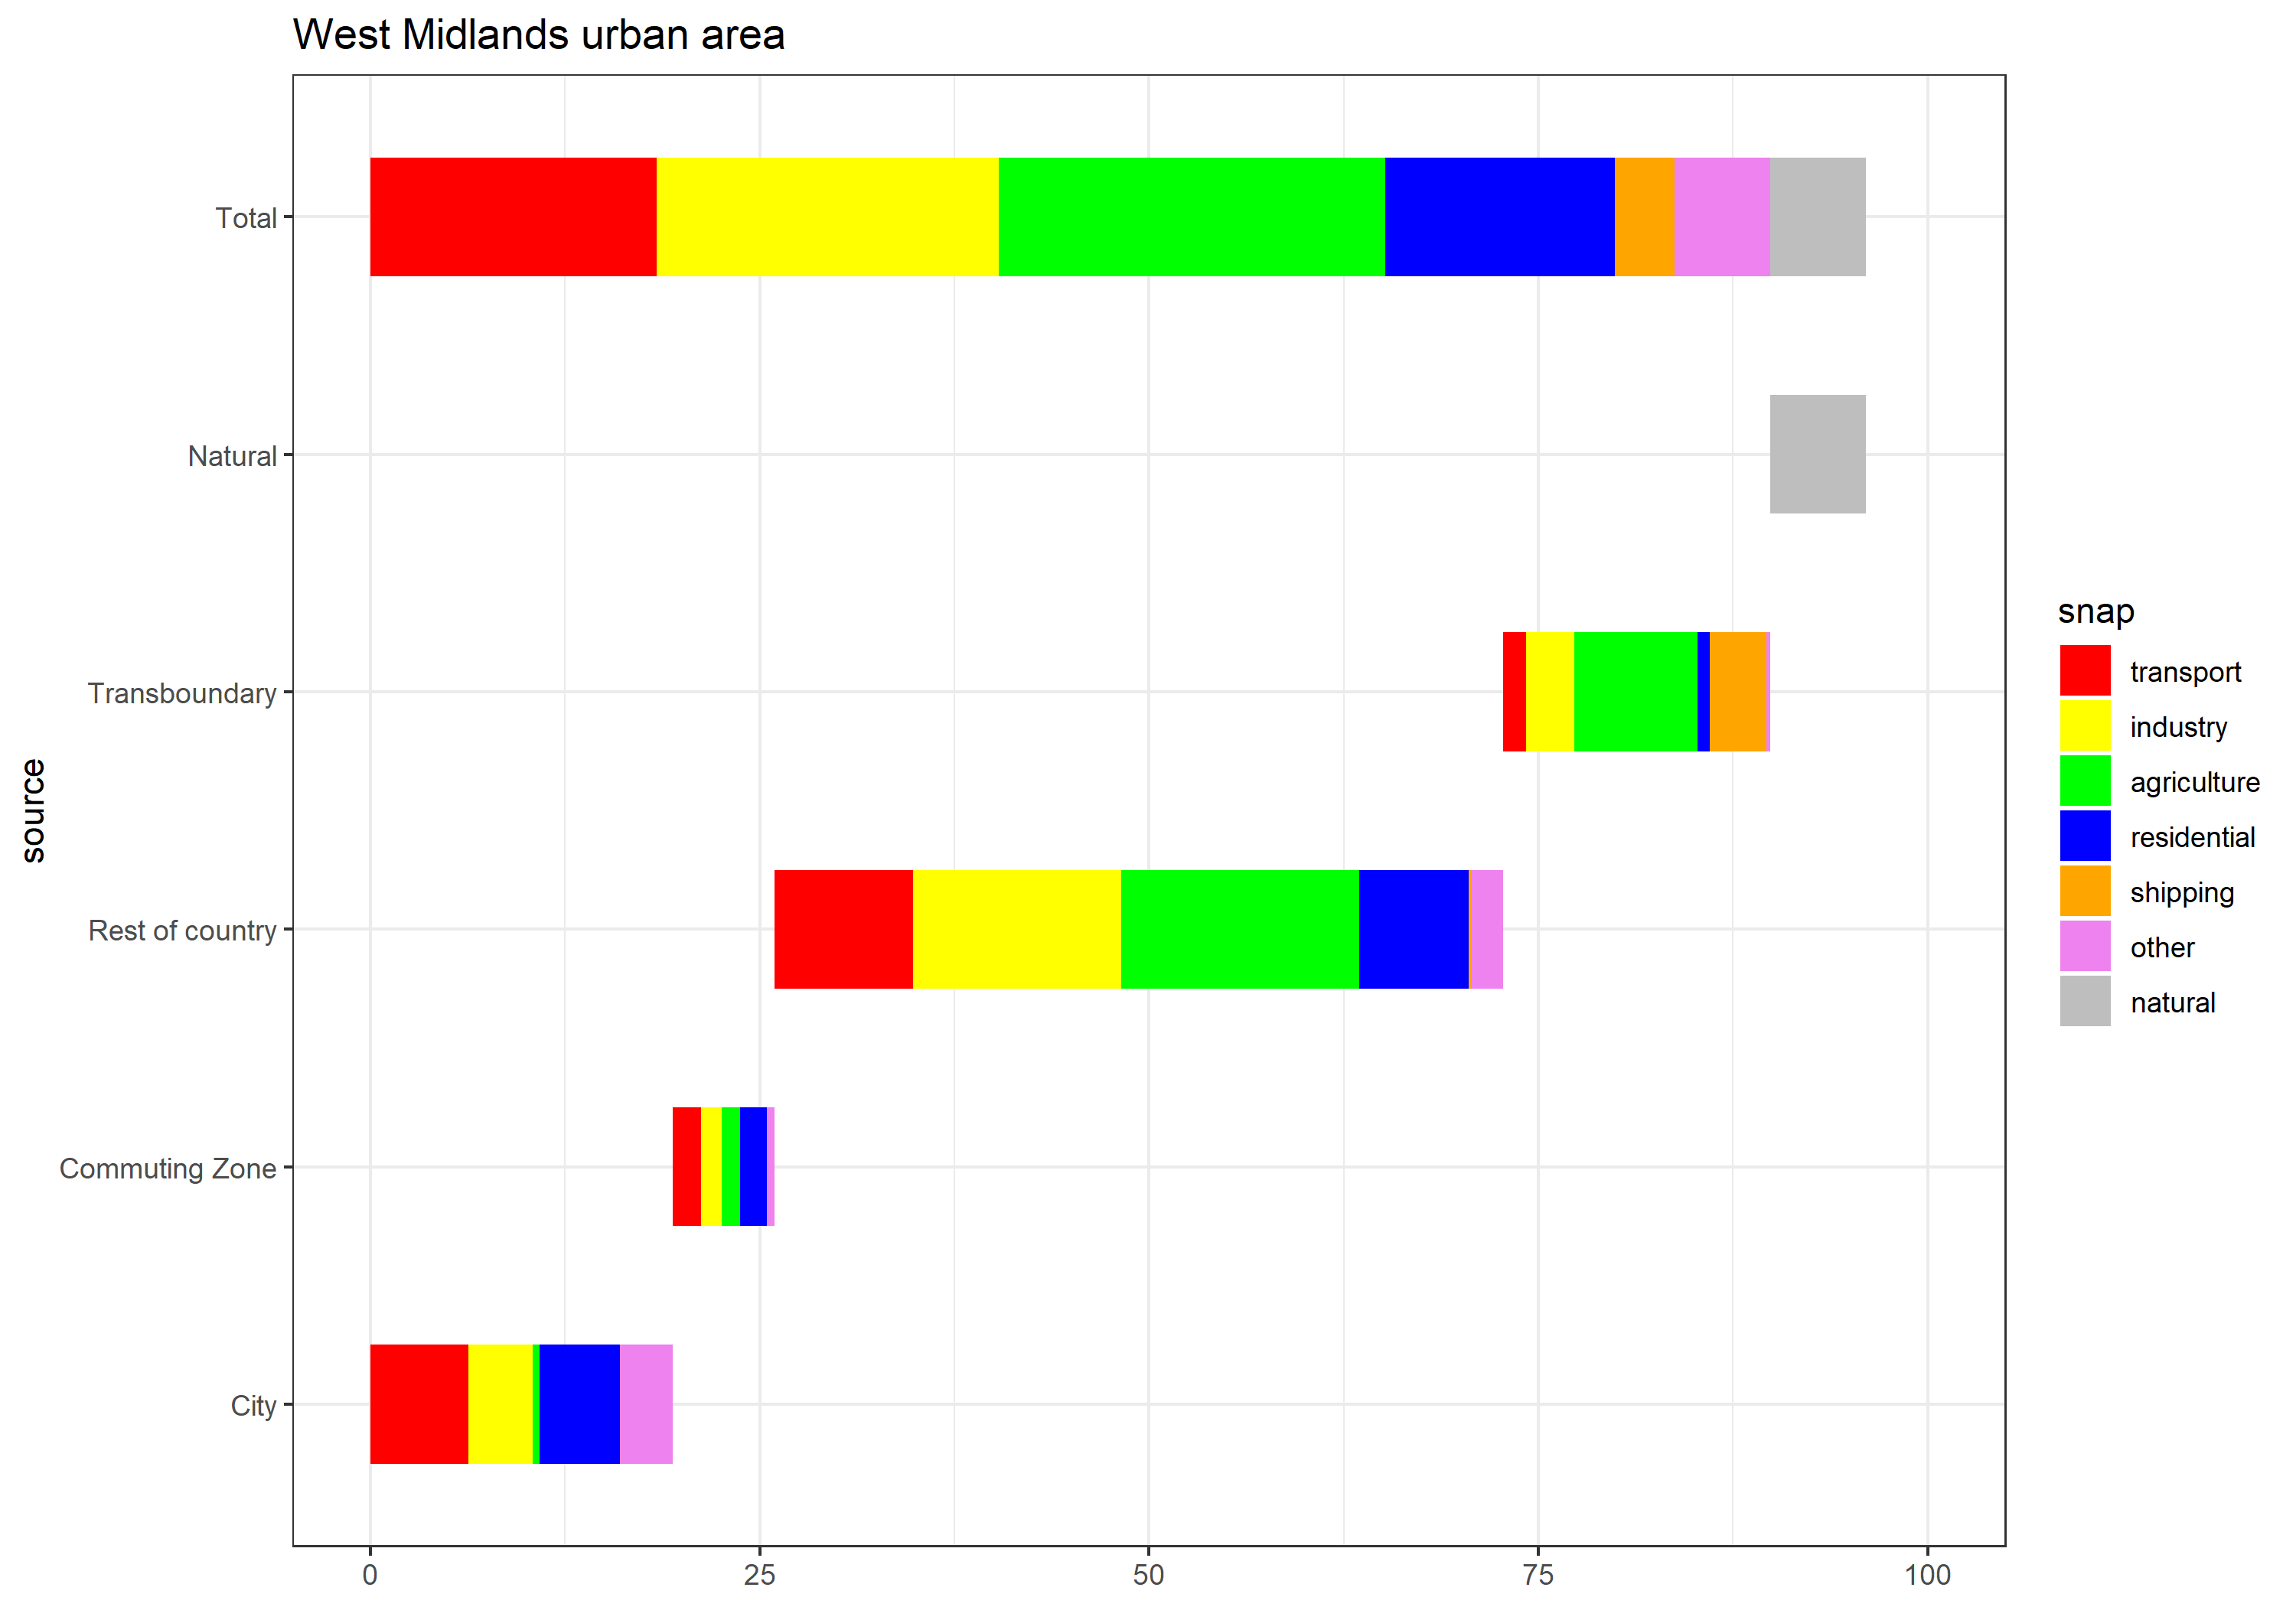 West Midlands urban area
source
Total
Natural
Transboundary
Rest of country
Commuting Zone
City
0 25 50 75 100
snap
transport
industry
agriculture
residential
shipping
other
natural